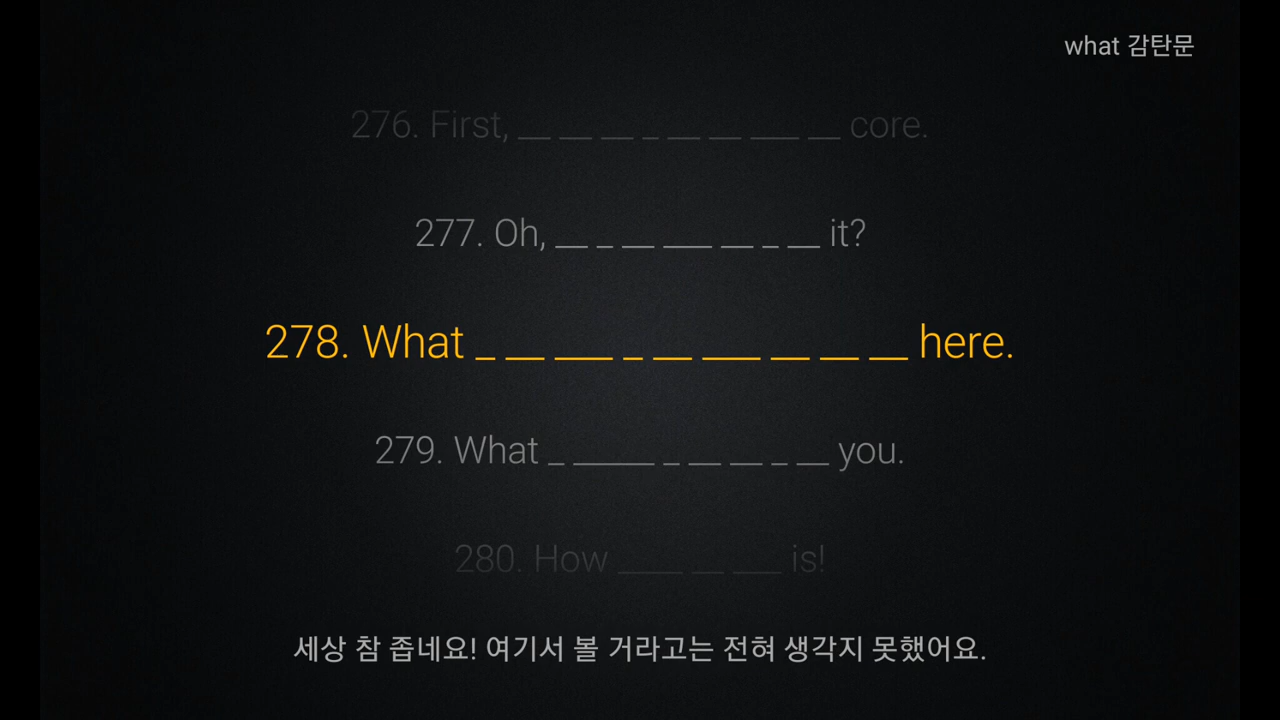 what 감탄문
276. First, __ __ __ _ __ __ ___ __ core.
277. Oh, __ _ __ ___ __ _ __ it?
278. What _ __ ___ _ __ ___ __ __ __ here.
279. What _ _____ _ __ __ _ __ you.
280. How ____ __ ___ is!
세상 참 좁네요! 여기서 볼 거라고는 전혀 생각지 못했어요.